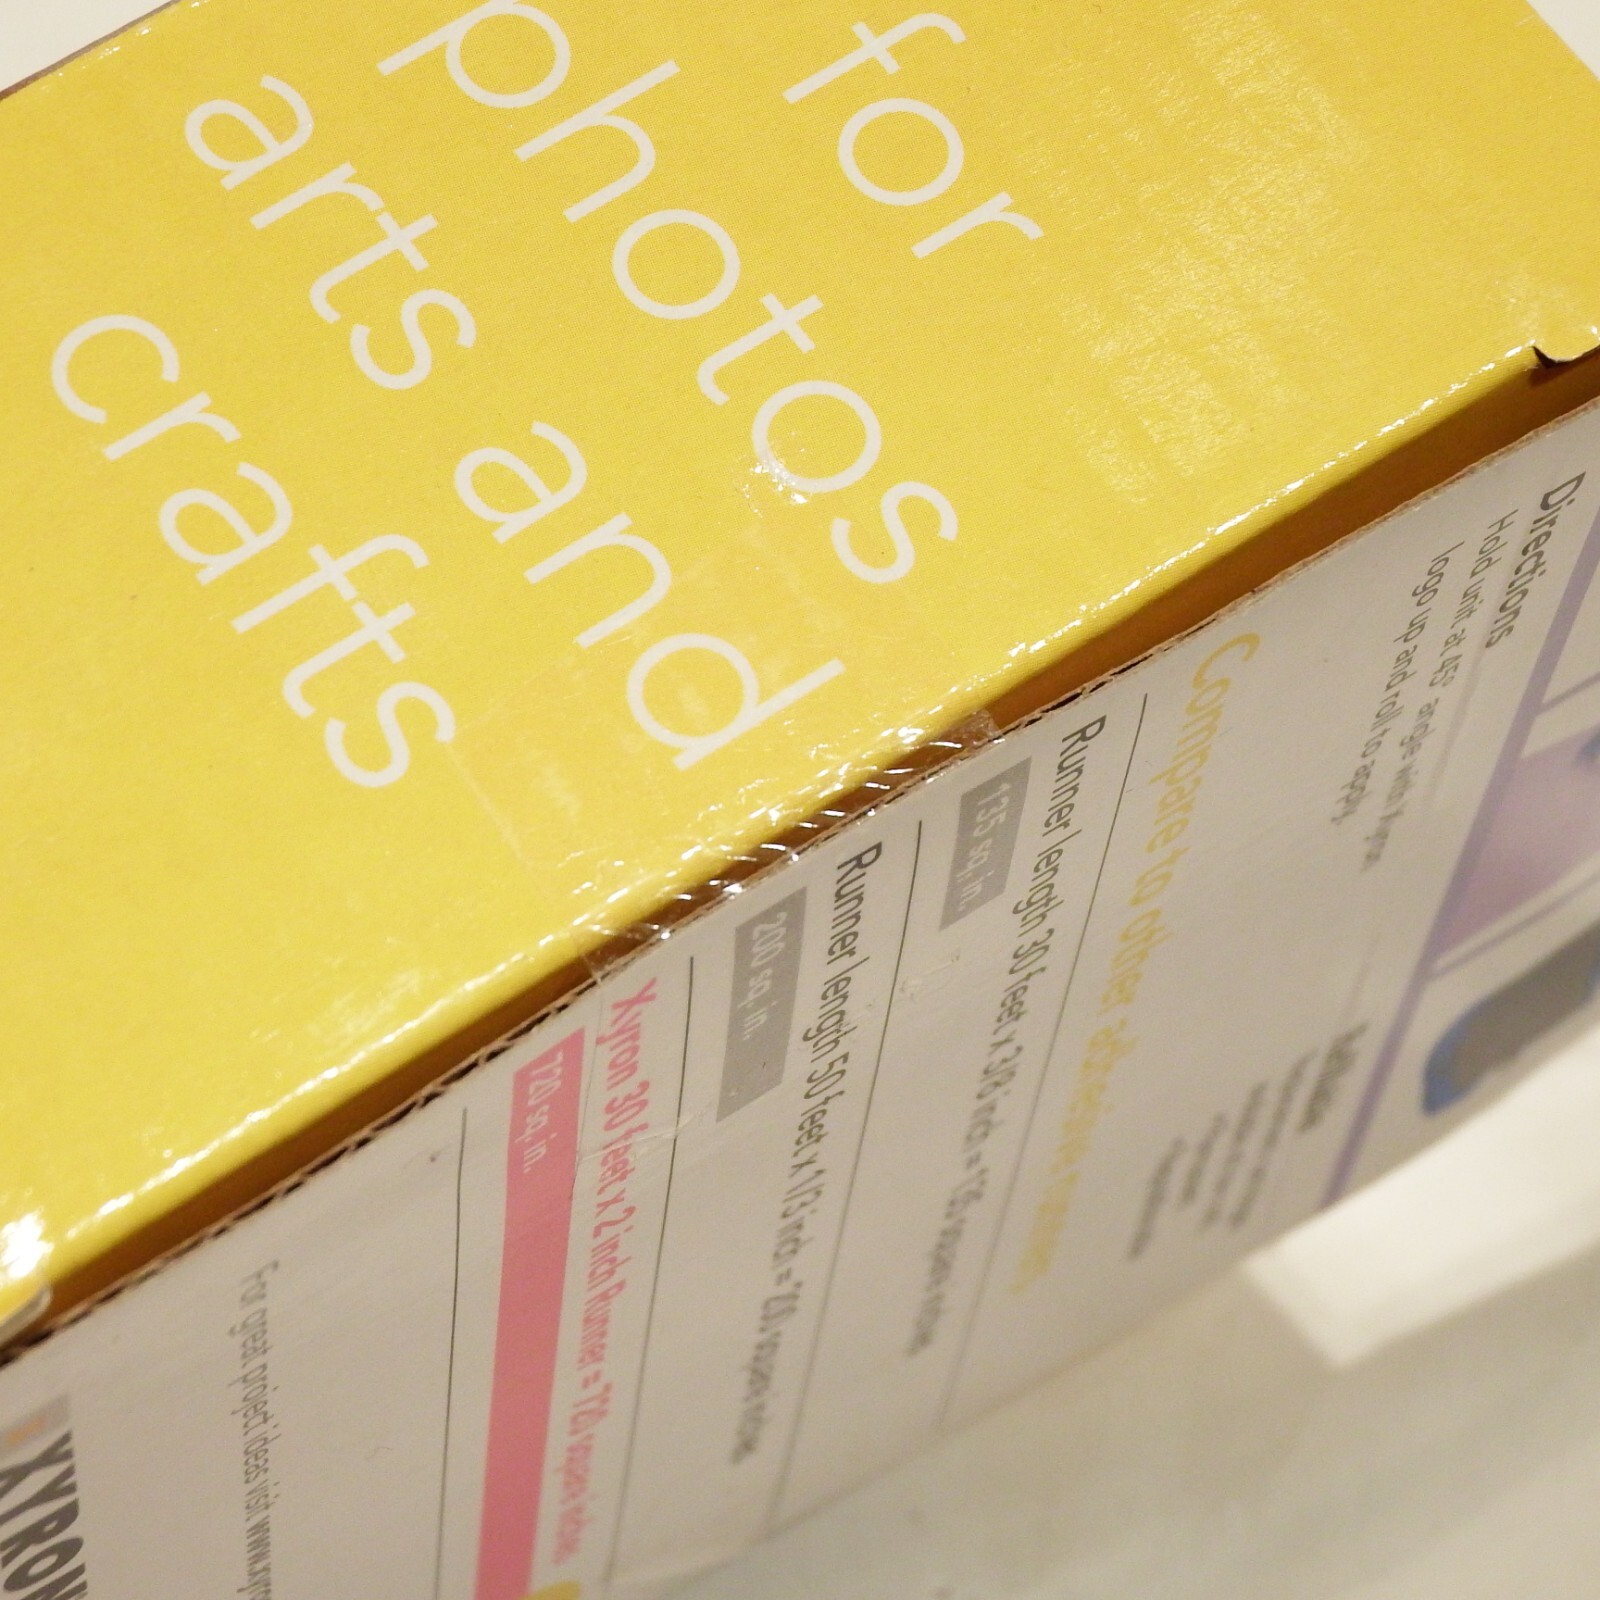 for
photos
arts and
crafts
Directions
Hold unit at 45° angle with Xyron
logo up and roll to apply.
Compare to other adhesive runners
Runner length 30 feet x 3/8 inch = 135 square inches
135 sq. in.
Runner length 50 feet x 1/3 inch = 200 square inches
200 sq. in.
Xyron 30 feet x 2 inch Runner = 720 square inches
720 sq. in.
For great project ideas visit
XYRON